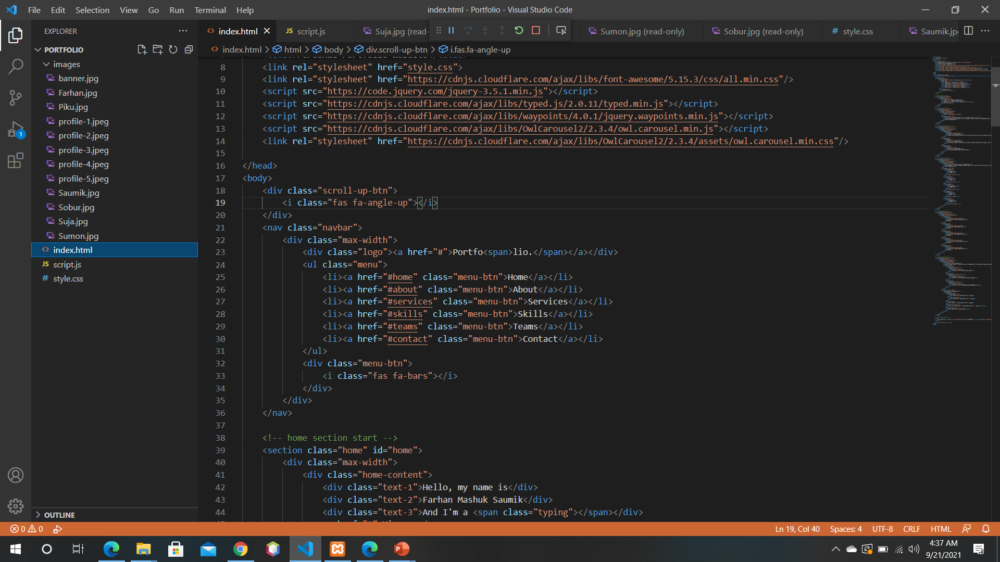 File Edit Selection View Go Run Terminal Help
index.html - Portfolio - Visual Studio Code
EXPLORER
PORTFOLIO
images
banner.jpg
Farhan.jpg
Piku.jpg
profile-1.jpeg
profile-2.jpeg
profile-3.jpeg
profile-4.jpeg
profile-5.jpeg
Saumik.jpg
Sobur.jpg
Suja.jpg
Sumon.jpg
index.html
JS script.js
# style.css
OUTLINE
1
index.html
JS script.js
Suja.jpg (read-
Sumon.jpg (read-only)
Sobur.jpg (read-only)
# style.css
Saumik.jp
index.html > html > body > div.scroll-up-btn > i.fas.fa-angle-up
8 <link rel="stylesheet" href="style.css">
9 <link rel="stylesheet" href="https://cdnjs.cloudflare.com/ajax/libs/font-awesome/5.15.3/css/all.min.css"/>
10 <script src="https://code.jquery.com/jquery-3.5.1.min.js"></script>
11 <script src="https://cdnjs.cloudflare.com/ajax/libs/typed.js/2.0.11/typed.min.js"></script>
12 <script src="https://cdnjs.cloudflare.com/ajax/libs/waypoints/4.0.1/jquery.waypoints.min.js"></script>
13 <script src="https://cdnjs.cloudflare.com/ajax/libs/OwlCarousel2/2.3.4/owl.carousel.min.js"></script>
14 <link rel="stylesheet" href="https://cdnjs.cloudflare.com/ajax/libs/OwlCarousel2/2.3.4/assets/owl.carousel.min.css"/>
15
16 </head>
17 <body>
18 <div class="scroll-up-btn">
19 <i class="fas fa-angle-up"></i>
20 </div>
21 <nav class="navbar">
22 <div class="max-width">
23 <div class="logo"><a href="#">Portfo<span>lio.</span></a></div>
24 <ul class="menu">
25 <li><a href="#home" class="menu-btn">Home</a></li>
26 <li><a href="#about" class="menu-btn">About</a></li>
27 <li><a href="#services" class="menu-btn">Services</a></li>
28 <li><a href="#skills" class="menu-btn">Skills</a></li>
29 <li><a href="#teams" class="menu-btn">Teams</a></li>
30 <li><a href="#contact" class="menu-btn">Contact</a></li>
31 </ul>
32 <div class="menu-btn">
33 <i class="fas fa-bars"></i>
34 </div>
35 </div>
36 </nav>
37
38 <!-- home section start -->
39 <section class="home" id="home">
40 <div class="max-width">
41 <div class="home-content">
42 <div class="text-1">Hello, my name is</div>
43 <div class="text-2">Farhan Mashuk Saumik</div>
44 <div class="text-3">And I'm a <span class="typing"></span></div>
0 0
Ln 19, Col 40 Spaces: 4 UTF-8 CRLF HTML
4:37 AM
9/21/2021